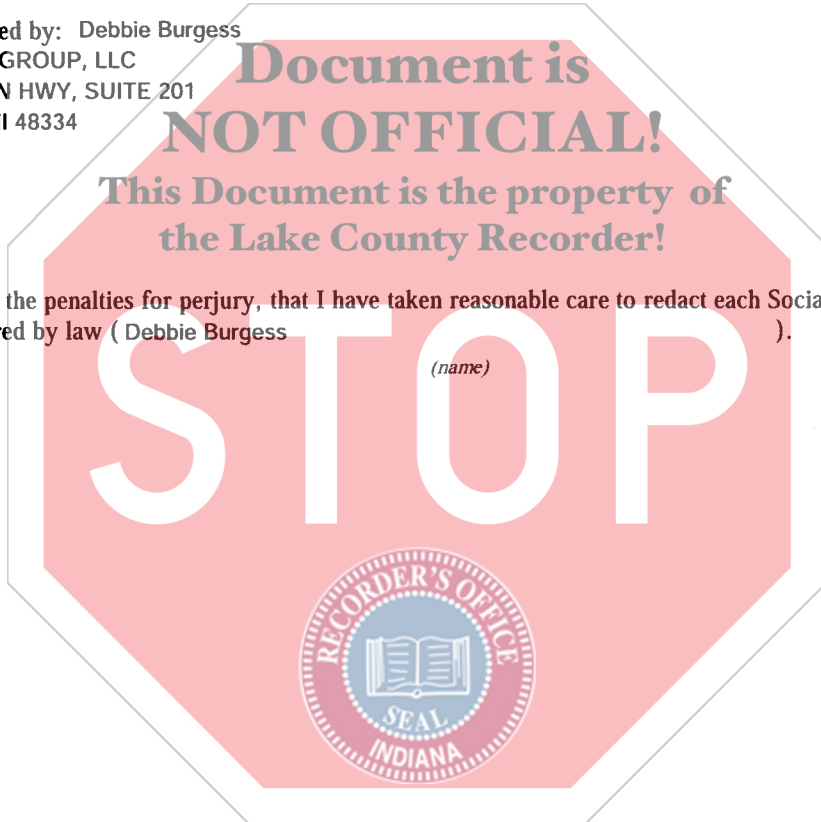 ed by: Debbie Burgess
GROUP, LLC
N HWY, SUITE 201
I 48334
Document is
NOT OFFICIAL!
This Document is the property of
the Lake County Recorder!
the penalties for perjury, that I have taken reasonable care to redact each Socia
ed by law ( Debbie Burgess ).
(name)
STOP
RECORDER'S OFFICE
SEAL
INDIANA